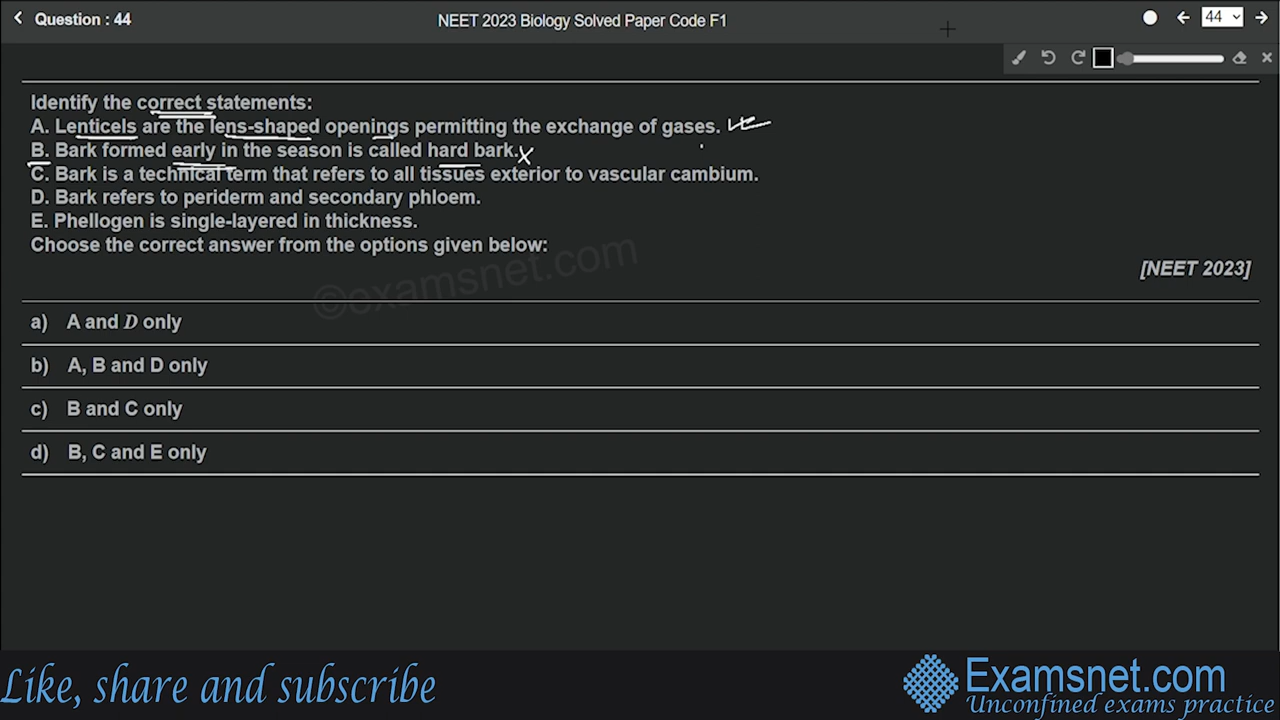 Question : 44
NEET 2023 Biology Solved Paper Code F1
44
Identify the correct statements:
A. Lenticels are the lens-shaped openings permitting the exchange of gases.
B. Bark formed early in the season is called hard bark.
C. Bark is a technical term that refers to all tissues exterior to vascular cambium.
D. Bark refers to periderm and secondary phloem.
E. Phellogen is single-layered in thickness.
Choose the correct answer from the options given below:
©examsnet.com
[NEET 2023]
a) A and D only
b) A, B and D only
c) B and C only
d) B, C and E only
Like, share and subscribe
Examsnet.com
Unconfined exams practice